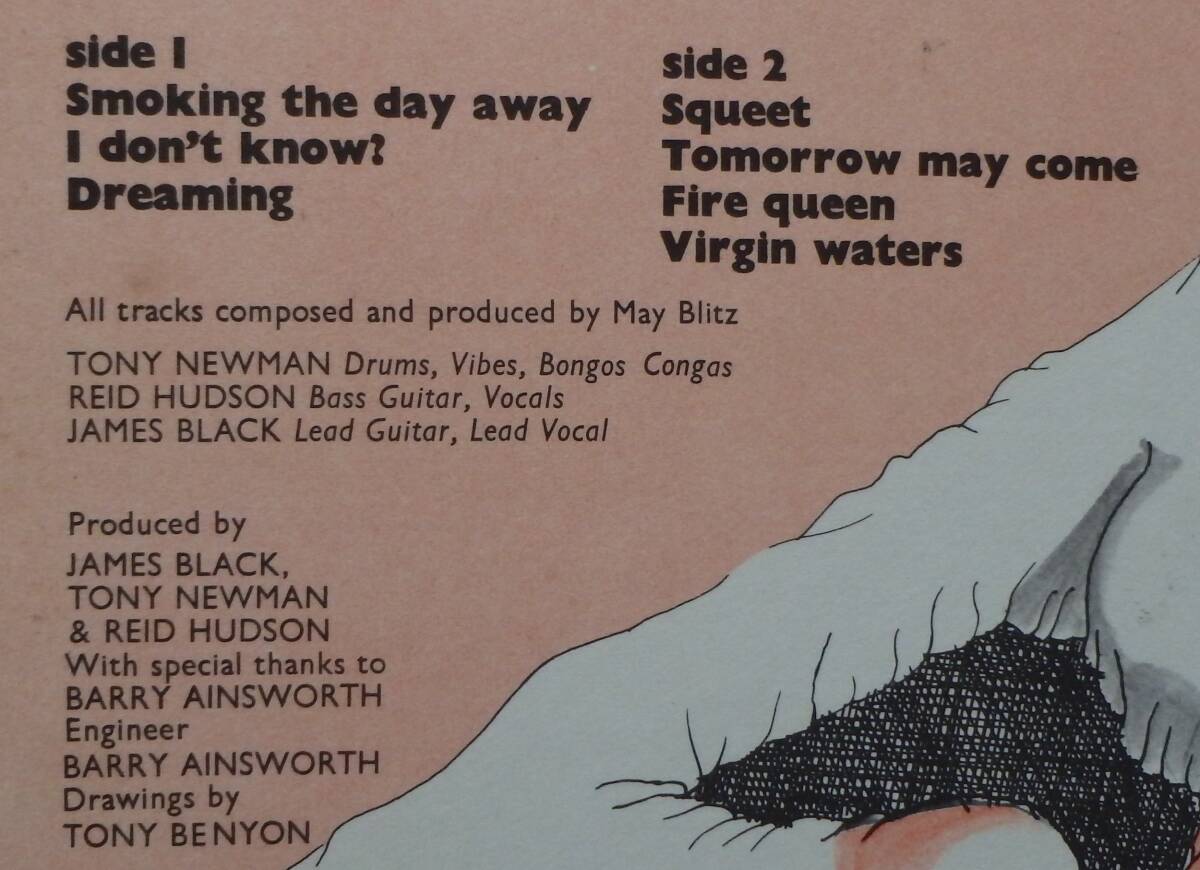 side 1
Smoking the day away
I don't know?
Dreaming
side 2
Squeet
Tomorrow may come
Fire queen
Virgin waters
All tracks composed and produced by May Blitz
TONY NEWMAN Drums, Vibes, Bongos Congas
REID HUDSON Bass Guitar, Vocals
JAMES BLACK Lead Guitar, Lead Vocal
Produced by
JAMES BLACK,
TONY NEWMAN
& REID HUDSON
With special thanks to
BARRY AINSWORTH
Engineer
BARRY AINSWORTH
Drawings by
TONY BENYON